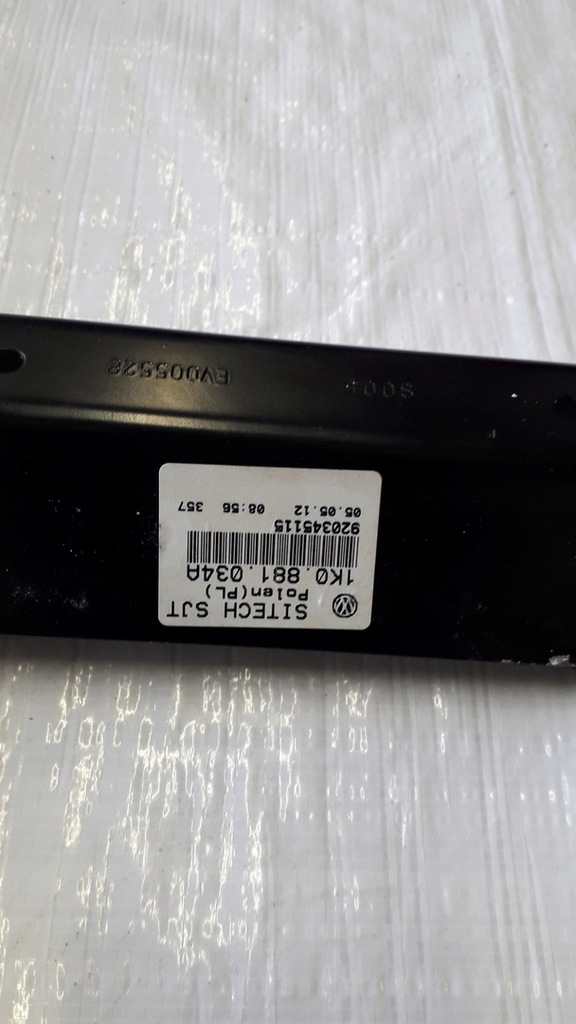 SITECH SJT
Polen(PL)
1K0.881.034A
920345115
05.05.12 08:56 357
EV005528